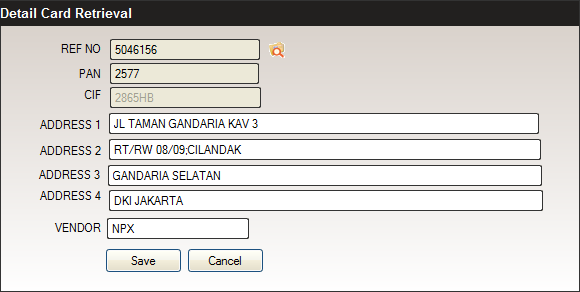 Detail Card Retrieval
REF NO 5046156
PAN 2577
CIF 2865HB
ADDRESS 1 JL TAMAN GANDARIA KAV 3
ADDRESS 2 RT/RW 08/09;CILANDAK
ADDRESS 3 GANDARIA SELATAN
ADDRESS 4 DKI JAKARTA
VENDOR NPX
Save Cancel